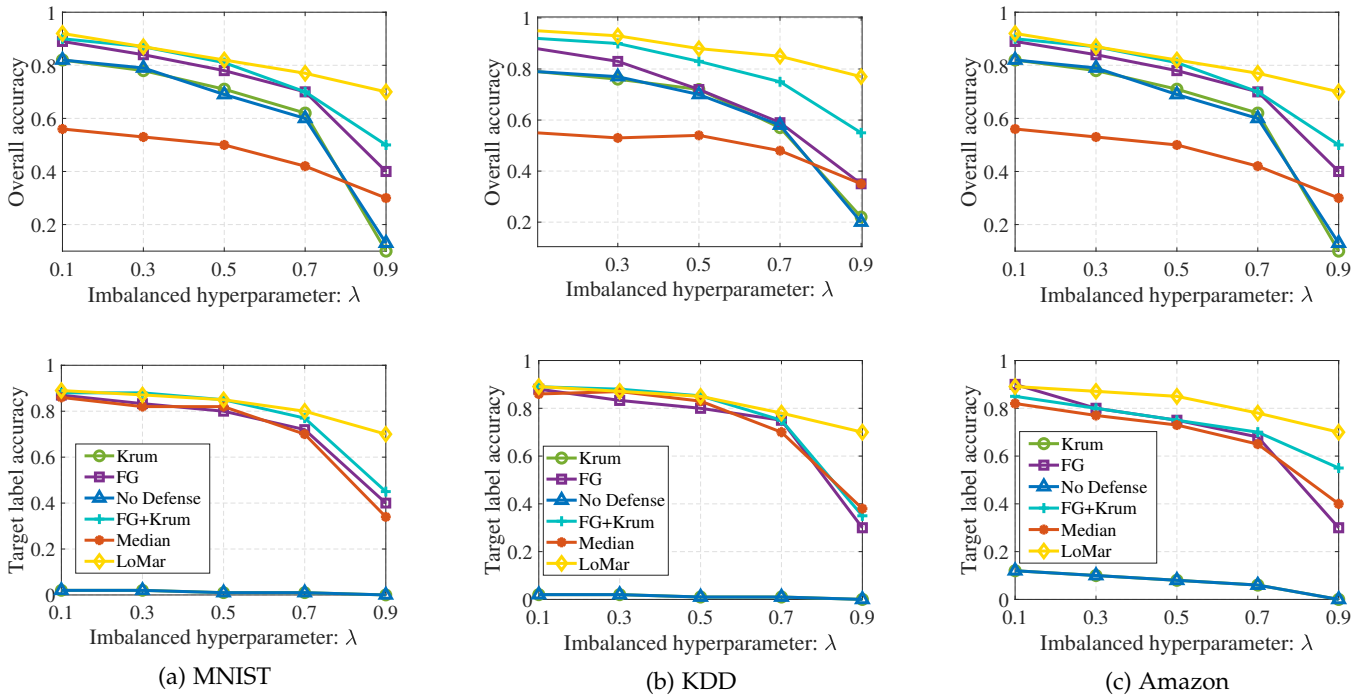 1
0.8
0.6
0.4
0.2
Overall accuracy
0.1 0.3 0.5 0.7 0.9
Imbalanced hyperparameter: λ
1
0.8
0.6
0.4
0.2
Overall accuracy
0.3 0.5 0.7 0.9
Imbalanced hyperparameter: λ
1
0.8
0.6
0.4
0.2
Overall accuracy
0.1 0.3 0.5 0.7 0.9
Imbalanced hyperparameter: λ
1
0.8
0.6
0.4
0.2
0
Target label accuracy
Krum
FG
No Defense
FG+Krum
Median
LoMar
0.1 0.3 0.5 0.7 0.9
Imbalanced hyperparameter: λ
(a) MNIST
1
0.8
0.6
0.4
0.2
0
Target label accuracy
Krum
FG
No Defense
FG+Krum
Median
LoMar
0.1 0.3 0.5 0.7 0.9
Imbalanced hyperparameter: λ
(b) KDD
1
0.8
0.6
0.4
0.2
0
Target label accuracy
Krum
FG
No Defense
FG+Krum
Median
LoMar
0.1 0.3 0.5 0.7 0.9
Imbalanced hyperparameter: λ
(c) Amazon